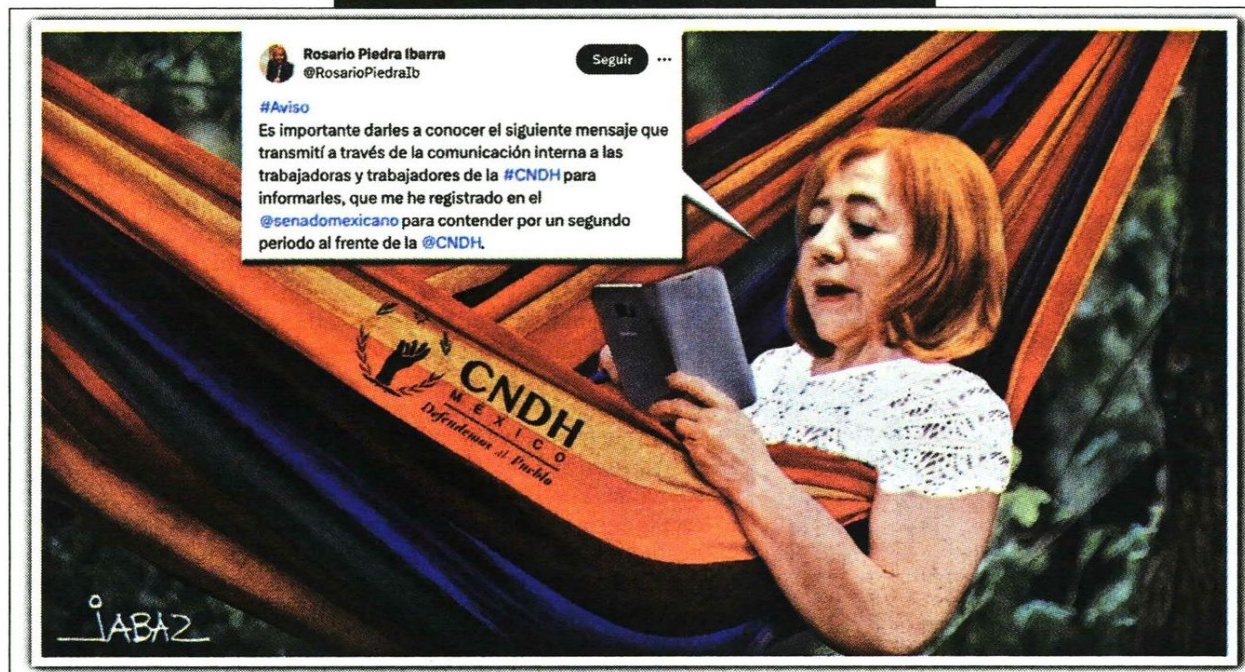 Rosario Piedra Ibarra
Seguir
@RosarioPiedraIb
#Aviso
Es importante darles a conocer el siguiente mensaje que
transmití a través de la comunicación interna a las
trabajadoras y trabajadores de la #CNDH para
informarles, que me he registrado en el
@senadomexicano para contender por un segundo
periodo al frente de la @CNDH.
CNDH
MEXICO
Defendemos al Pueblo
JABAZ